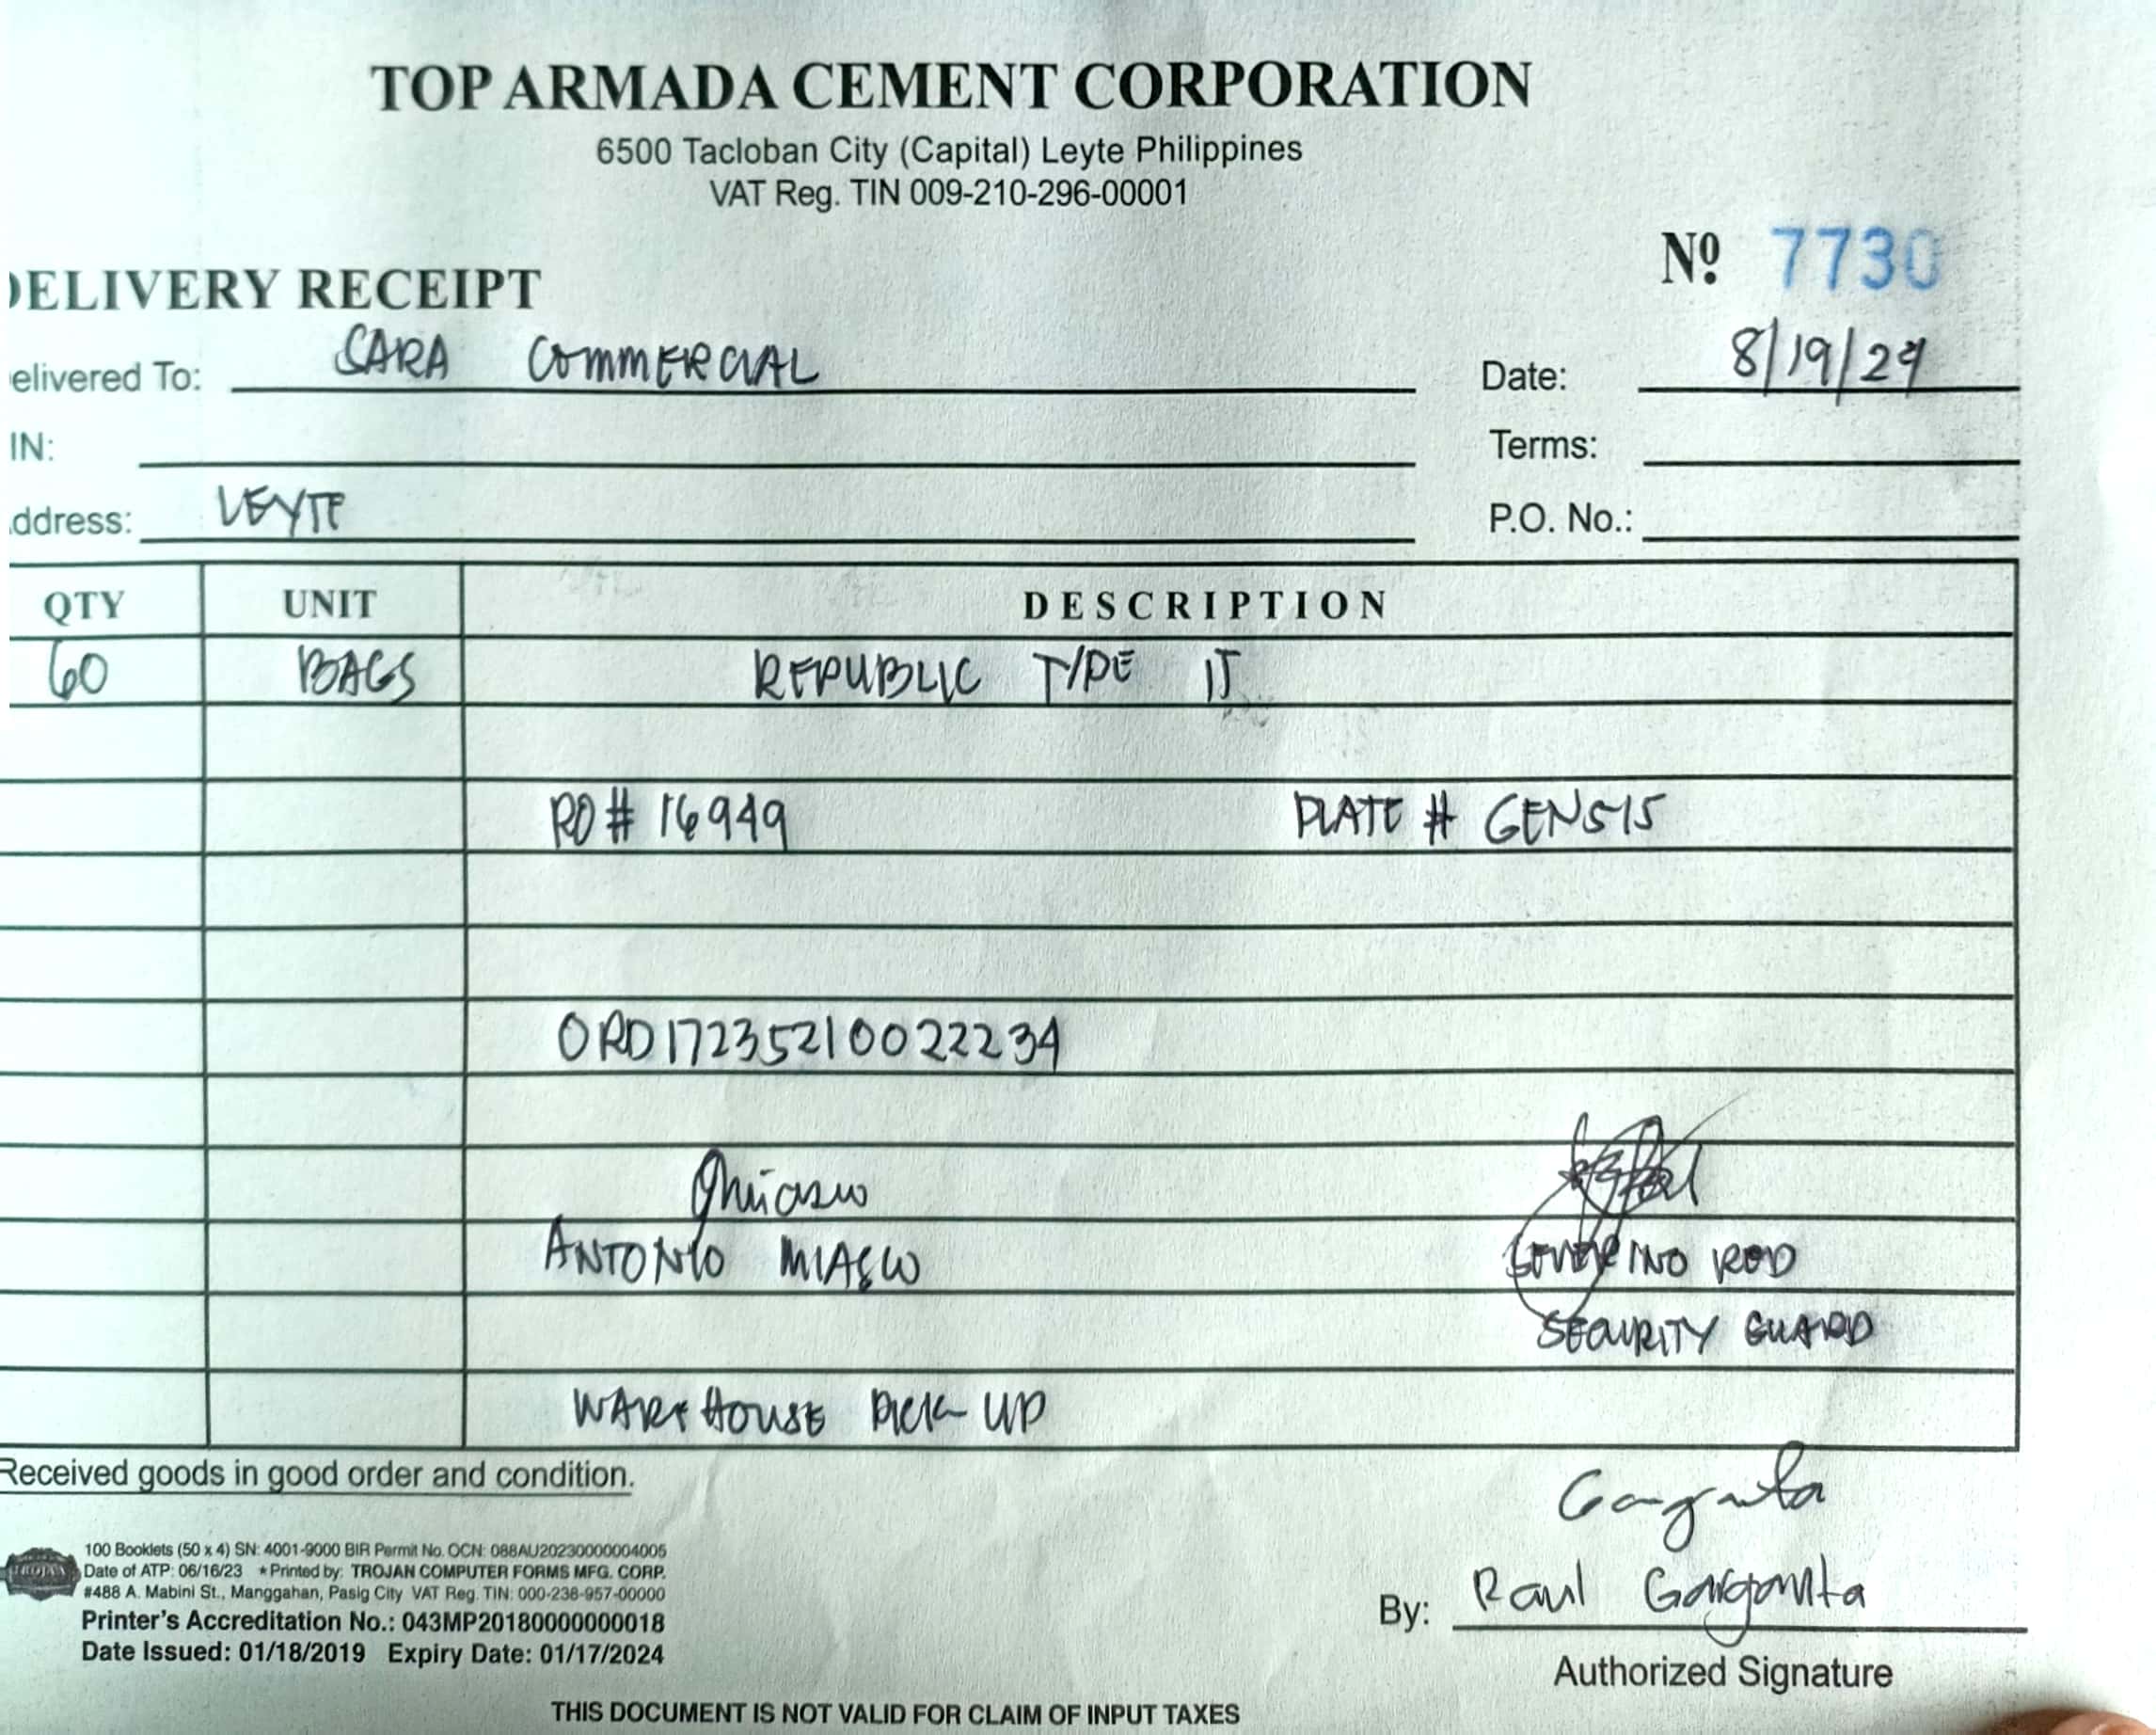 TOP ARMADA CEMENT CORPORATION
6500 Tacloban City (Capital) Leyte Philippines
VAT Reg. TIN 009-210-296-00001
Nº 7730
DELIVERY RECEIPT
elivered To: SARA COMMERCIAL Date: 8/19/24
IN: Terms:
ddress: LEYTE P.O. No.:
QTY UNIT DESCRIPTION
60 BAGS REPUBLIC TYPE 1T
RO# 16949 PLATE # GEN515
ORD17235210022234
ANTONIO MIASCO ROD
SECURITY GUARD
WAREHOUSE PICK-UP
Received goods in good order and condition.
TROJAN
100 Booklets (50 x 4) SN: 4001-9000 BIR Permit No. OCN: 088AU20230000004005
Date of ATP: 06/16/23 *Printed by: TROJAN COMPUTER FORMS MFG. CORP.
#488 A. Mabini St., Manggahan, Pasig City VAT Reg. TIN: 000-238-957-00000
Printer's Accreditation No.: 043MP20180000000018
Date Issued: 01/18/2019 Expiry Date: 01/17/2024
By: Raul Garganta
Authorized Signature
THIS DOCUMENT IS NOT VALID FOR CLAIM OF INPUT TAXES